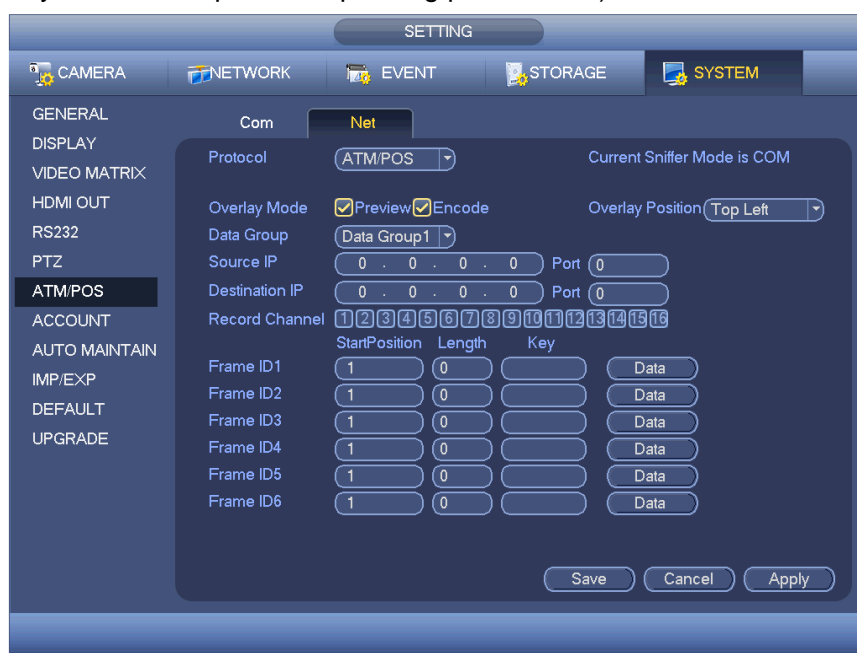 SETTING
CAMERA NETWORK EVENT STORAGE SYSTEM
GENERAL
DISPLAY
VIDEO MATRIX
HDMI OUT
RS232
PTZ
ATM/POS
ACCOUNT
AUTO MAINTAIN
IMP/EXP
DEFAULT
UPGRADE
Com Net
Protocol ATM/POS Current Sniffer Mode is COM
Overlay Mode Preview Encode Overlay Position Top Left
Data Group Data Group1
Source IP 0 . 0 . 0 . 0 Port 0
Destination IP 0 . 0 . 0 . 0 Port 0
Record Channel 1 2 3 4 5 6 7 8 9 10 11 12 13 14 15 16
StartPosition Length Key
Frame ID1 1 0 Data
Frame ID2 1 0 Data
Frame ID3 1 0 Data
Frame ID4 1 0 Data
Frame ID5 1 0 Data
Frame ID6 1 0 Data
Save Cancel Apply